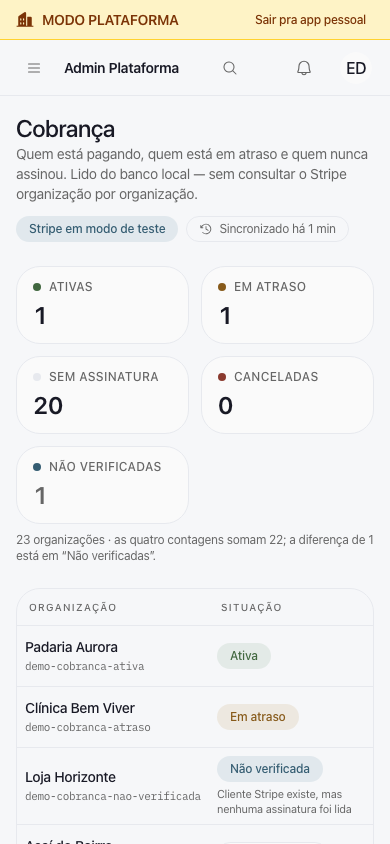 MODO PLATAFORMA
Sair pra app pessoal
Admin Plataforma
ED
Cobrança
Quem está pagando, quem está em atraso e quem nunca
assinou. Lido do banco local — sem consultar o Stripe
organização por organização.
Stripe em modo de teste
Sincronizado há 1 min
ATIVAS
1
EM ATRASO
1
SEM ASSINATURA
20
CANCELADAS
0
NÃO VERIFICADAS
1
23 organizações · as quatro contagens somam 22; a diferença de 1
está em “Não verificadas”.
ORGANIZAÇÃO
SITUAÇÃO
Padaria Aurora
demo-cobranca-ativa
Ativa
Clínica Bem Viver
demo-cobranca-atraso
Em atraso
Loja Horizonte
demo-cobranca-nao-verificada
Não verificada
Cliente Stripe existe, mas
nenhuma assinatura foi lida